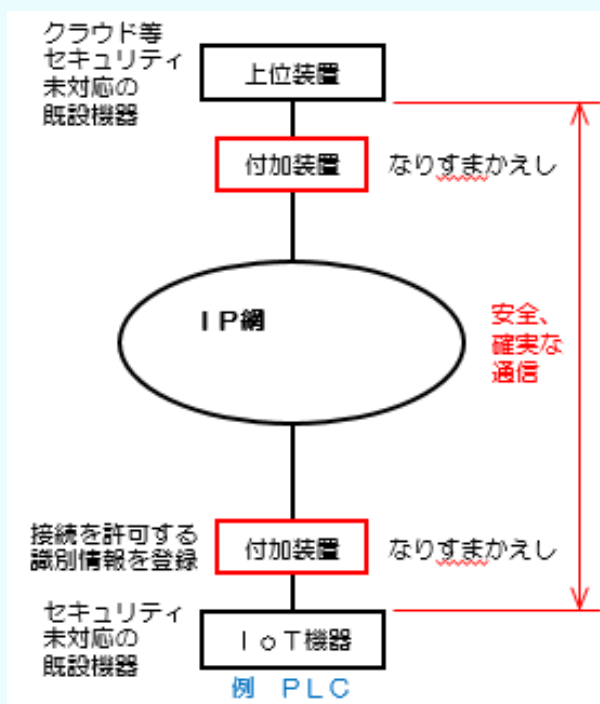 クラウド等
セキュリティ
未対応の
既設機器
上位装置
付加装置
なりすまかえし
ＩＰ網
安全、
確実な
通信
接続を許可する
識別情報を登録
付加装置
なりすまかえし
セキュリティ
未対応の
既設機器
ＩｏＴ機器
例　ＰＬＣ